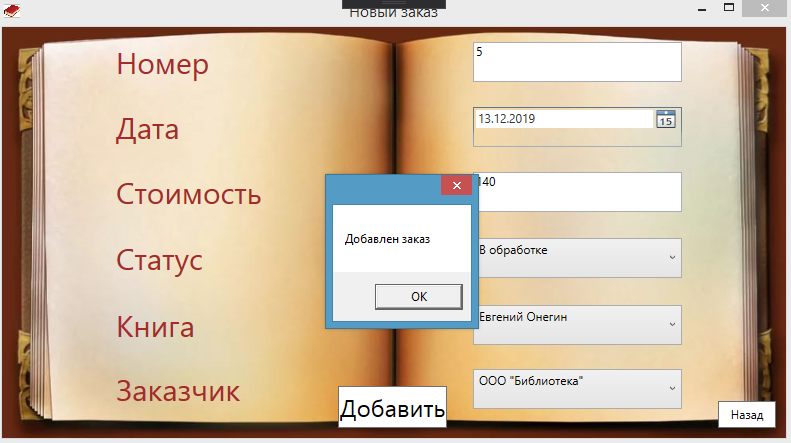 Новый заказ
Номер
5
Дата
13.12.2019
15
Стоимость
140
Добавлен заказ
OK
Статус
В обработке
Книга
Евгений Онегин
Заказчик
ООО "Библиотека"
Добавить
Назад